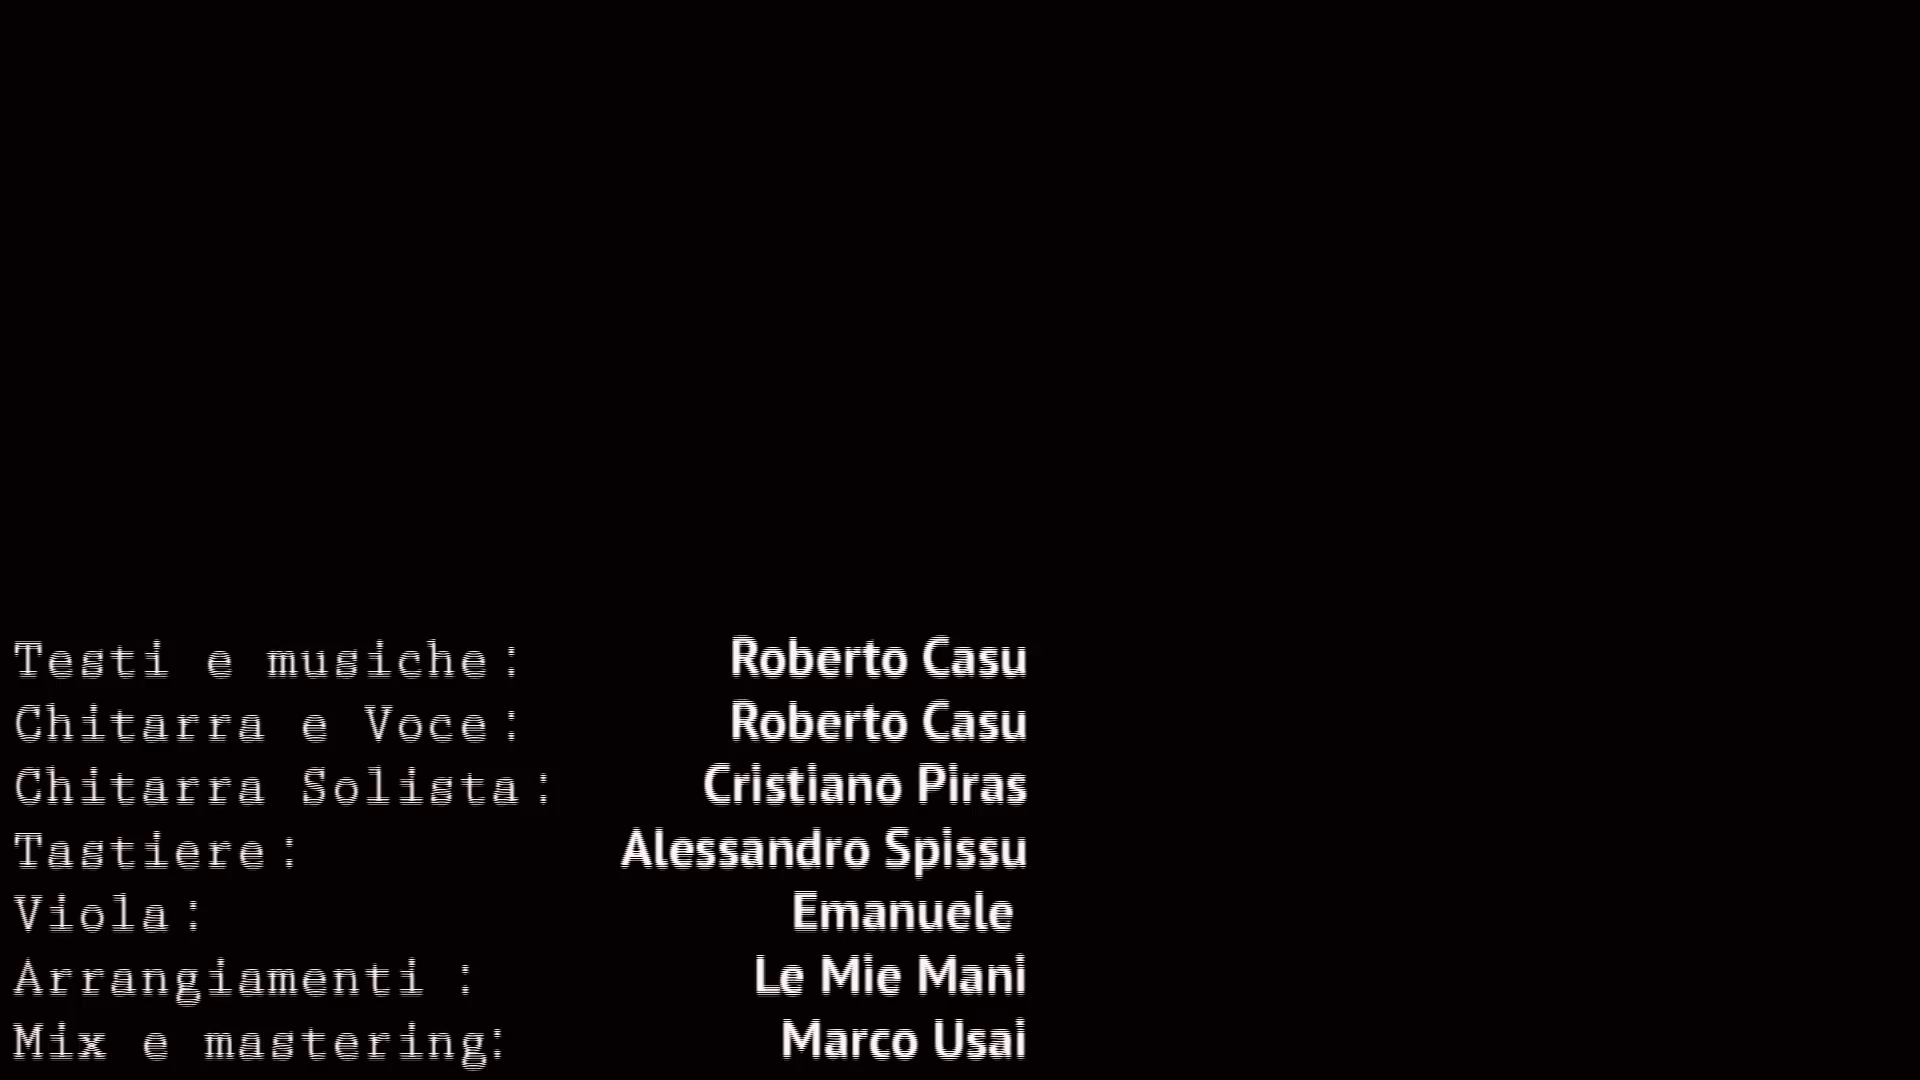 Testi e musiche: Roberto Casu
Chitarra e Voce: Roberto Casu
Chitarra Solista: Cristiano Piras
Tastiere: Alessandro Spissu
Viola: Emanuele
Arrangiamenti : Le Mie Mani
Mix e mastering: Marco Usai